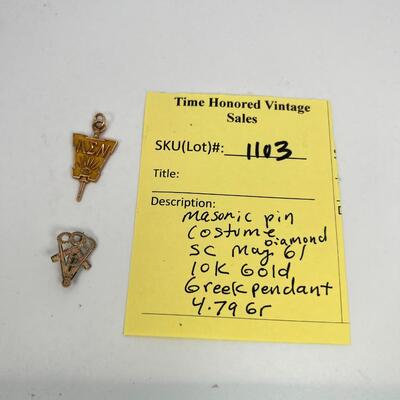 Time Honored Vintage
Sales
SKU(Lot)#: 1103
Title:
Description:
masonic pin
costume Diamond
SC May 61
10K Gold
Greek pendant
4.79 Gr
ΛΣΝ